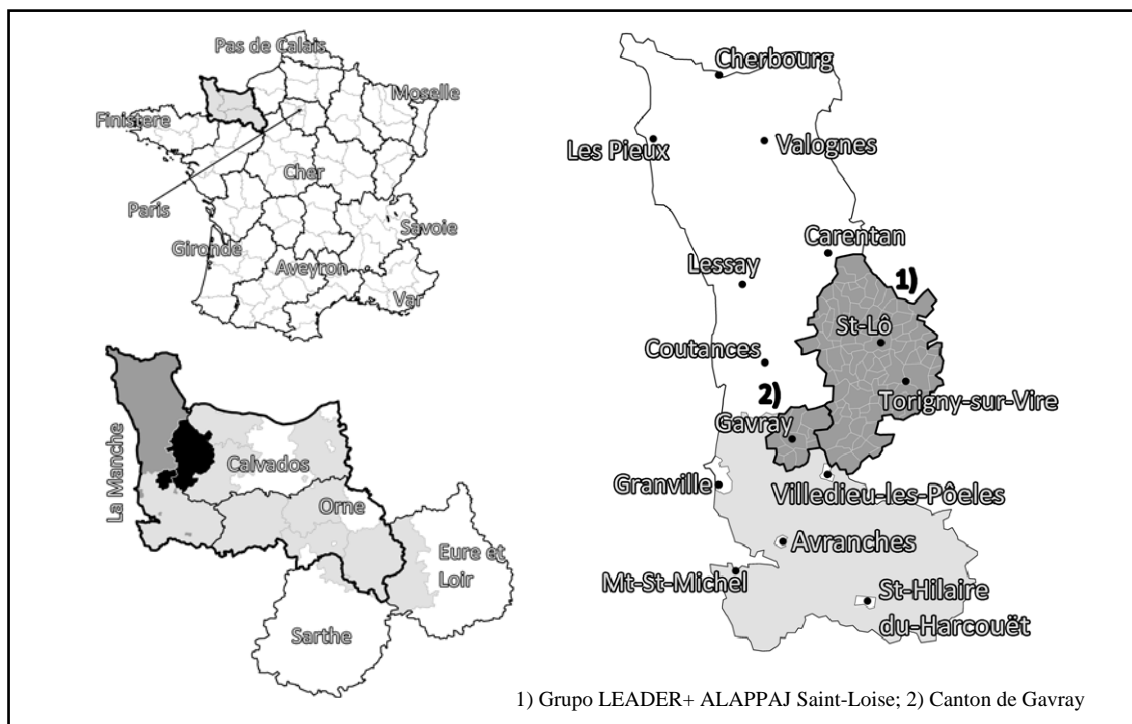 Pas de Calais
Moselle
Finistere
Cher
Paris
Savoie
Gironde
Aveyron
Var
La Manche
Calvados
Orne
Eure et
Loir
Sarthe
Cherbourg
Les Pieux
Valognes
Carentan
Lessay
1)
St-Lô
Coutances
2)
Torigny-sur-Vire
Gavray
Granville
Villedieu-les-Pôeles
Avranches
Mt-St-Michel
St-Hilaire
du-Harcouët
1) Grupo LEADER+ ALAPPAJ Saint-Loise; 2) Canton de Gavray